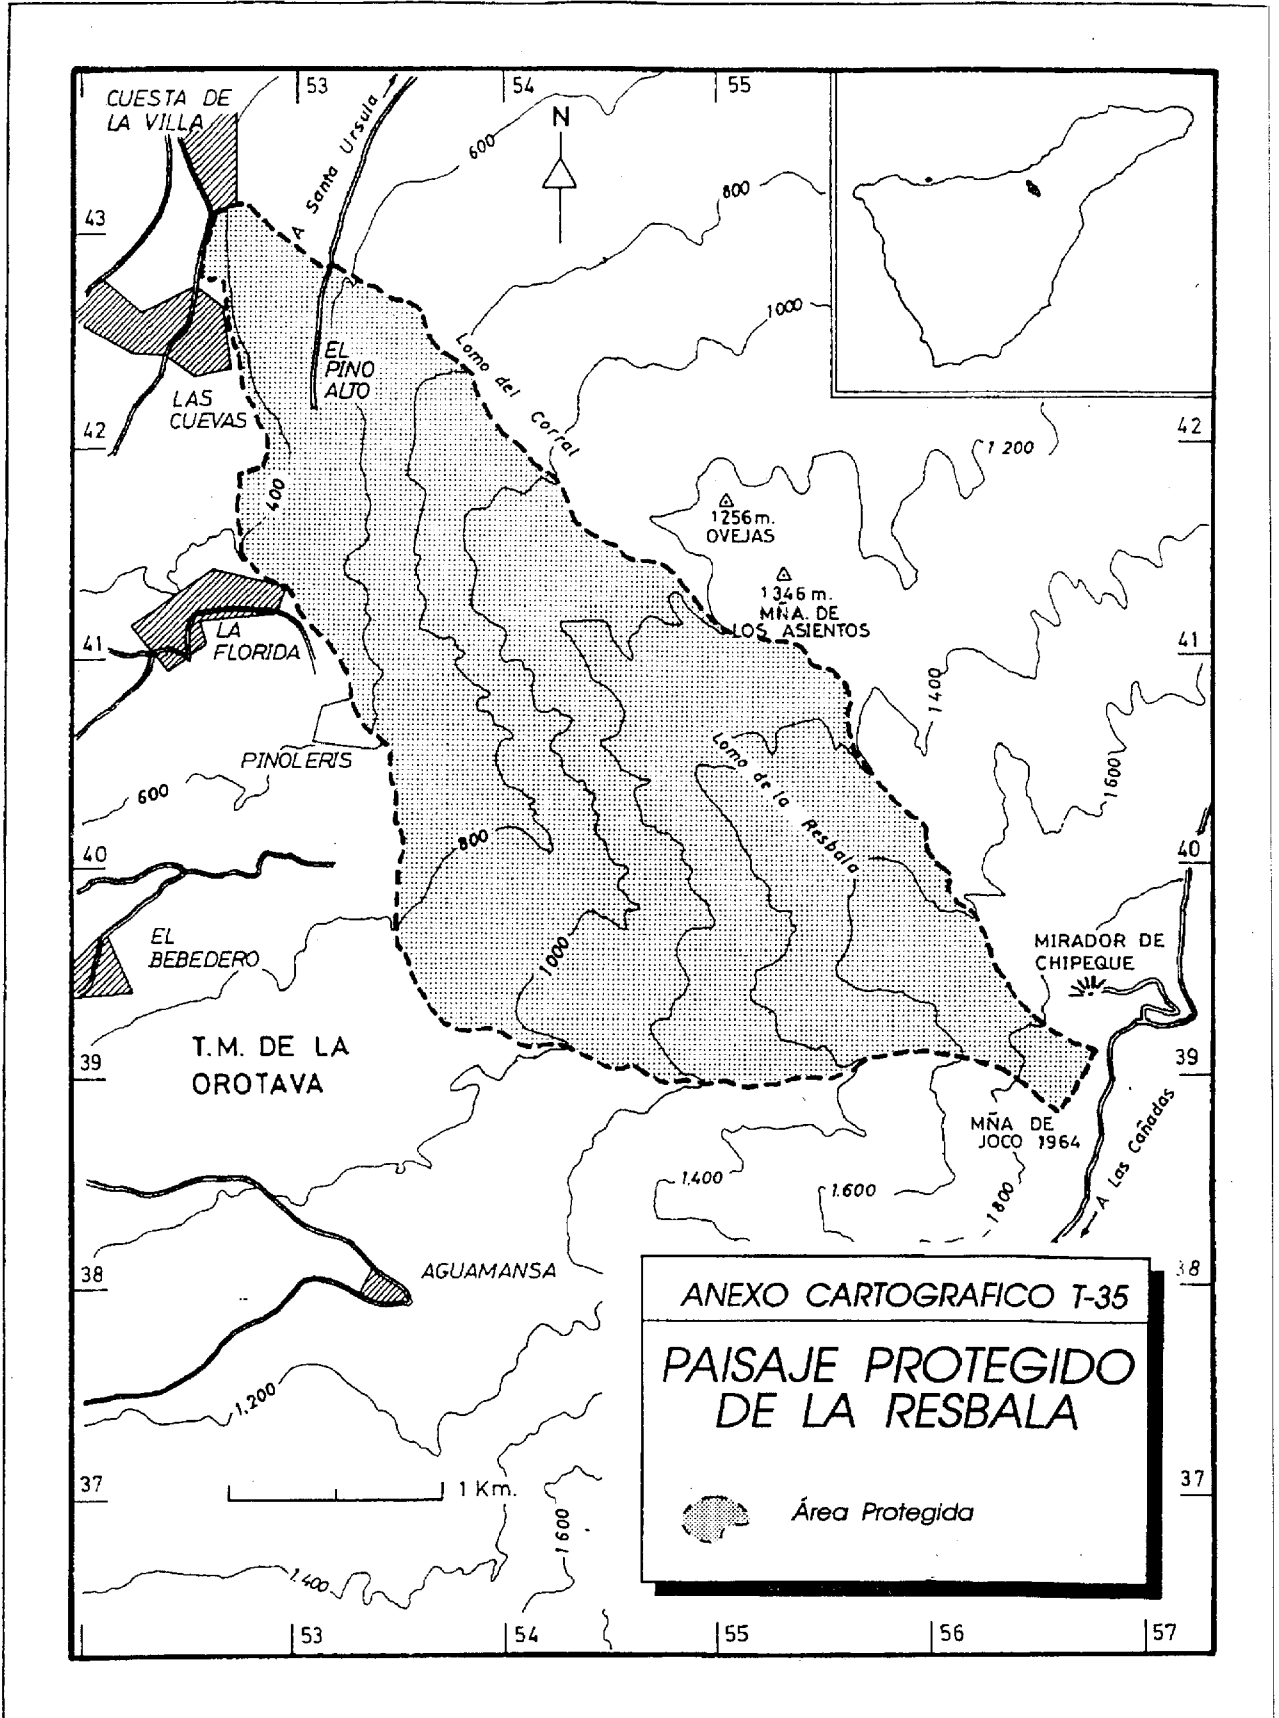 53
54
55
CUESTA DE
LA VILLA
A Santa Ursula
N
600
800
43
1000
Lomo del Corral
EL
PINO
ALTO
LAS
CUEVAS
42
42
1200
400
1256m.
OVEJAS
1346m.
MÑA. DE
LOS ASIENTOS
LA
FLORIDA
41
41
1400
PINOLERIS
Lomo de la Resbala
1600
600
800
40
40
EL
BEBEDERO
1000
MIRADOR DE
CHIPEQUE
T.M. DE LA
OROTAVA
39
39
MÑA DE
JOCO 1964
A Las Cañadas
1.400
1.600
1800
38
AGUAMANSA
38
ANEXO CARTOGRAFICO T-35
PAISAJE PROTEGIDO
DE LA RESBALA
1,200
37
1 Km.
37
Área Protegida
1600
1.400
53
54
55
56
57